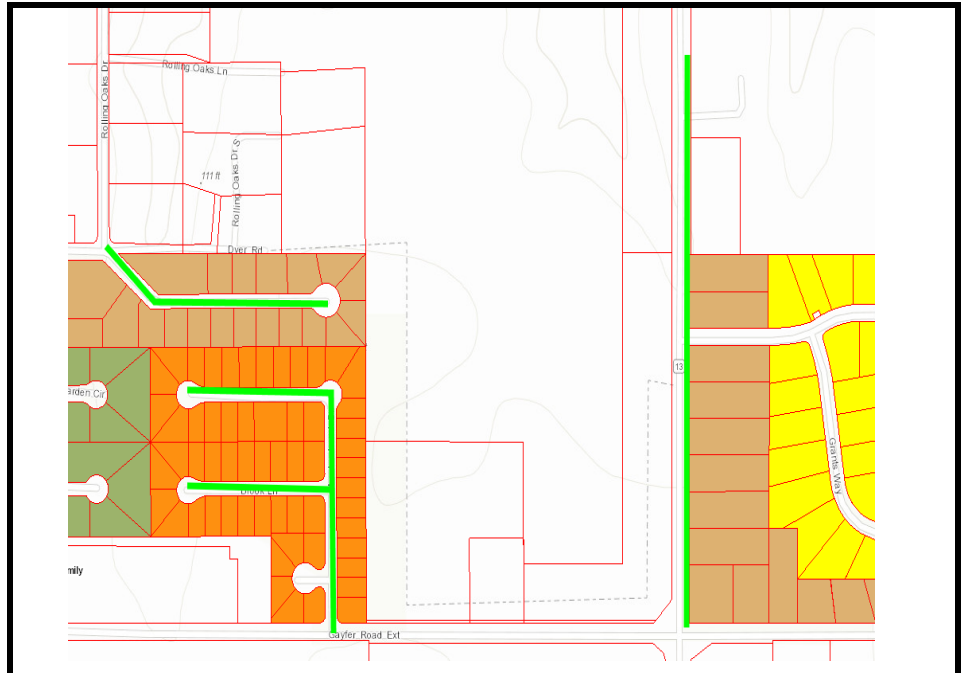 Rolling Oaks Ln
Rolling Oaks Dr
111 ft
Rolling Oaks Dr S
Dyer Rd
13
arden Cir
Grants Way
Brook Ln
mily
Gayfer Road Ext